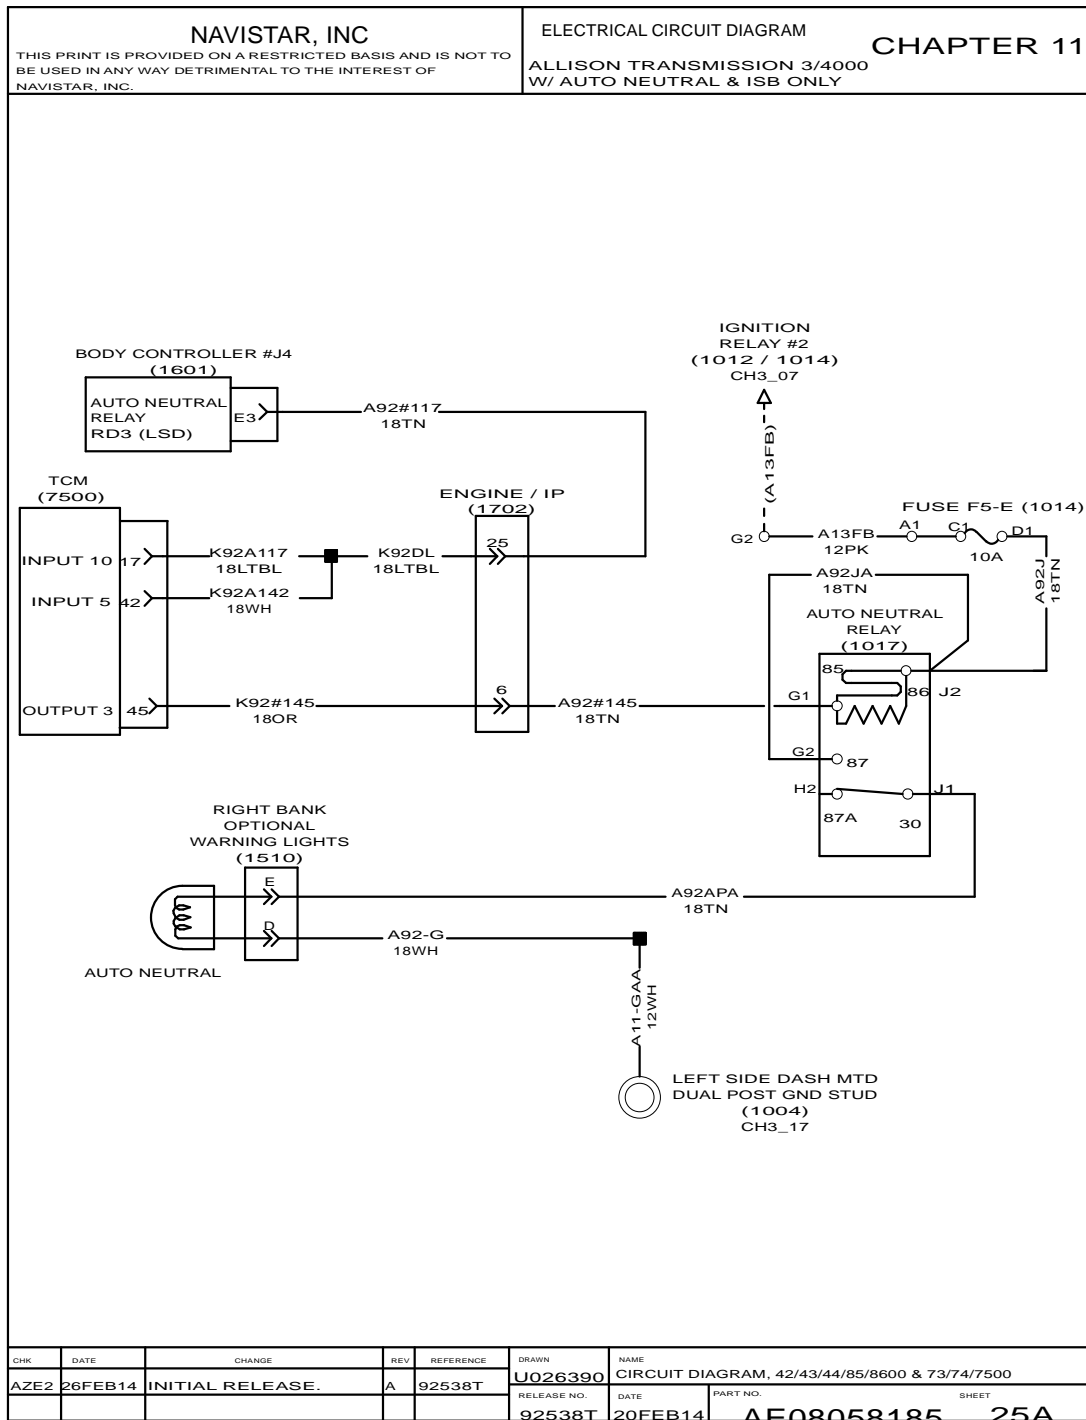 NAVISTAR, INC
THIS PRINT IS PROVIDED ON A RESTRICTED BASIS AND IS NOT TO
BE USED IN ANY WAY DETRIMENTAL TO THE INTEREST OF
NAVISTAR, INC.
ELECTRICAL CIRCUIT DIAGRAM
CHAPTER 11
ALLISON TRANSMISSION 3/4000
W/ AUTO NEUTRAL & ISB ONLY
IGNITION
RELAY #2
(1012 / 1014)
CH3_07
(A13FB)
BODY CONTROLLER #J4
(1601)
AUTO NEUTRAL
RELAY
RD3 (LSD)
E3
A92#117
18TN
TCM
(7500)
ENGINE / IP
(1702)
FUSE F5-E (1014)
G2
A13FB
12PK
A1
C1
D1
10A
A92J
18TN
INPUT 10
17
K92A117
18LTBL
K92DL
18LTBL
25
INPUT 5
42
K92A142
18WH
A92JA
18TN
AUTO NEUTRAL
RELAY
(1017)
85
86
J2
OUTPUT 3
45
K92#145
18OR
6
A92#145
18TN
G1
G2
87
H2
J1
87A
30
RIGHT BANK
OPTIONAL
WARNING LIGHTS
(1510)
E
A92APA
18TN
D
A92-G
18WH
AUTO NEUTRAL
A11-GAA
12WH
LEFT SIDE DASH MTD
DUAL POST GND STUD
(1004)
CH3_17
CHK DATE CHANGE REV REFERENCE
AZE2 26FEB14 INITIAL RELEASE. A 92538T
DRAWN
U026390
NAME
CIRCUIT DIAGRAM, 42/43/44/85/8600 & 73/74/7500
RELEASE NO.
92538T
DATE
20FEB14
PART NO.
AE08058185
SHEET
25A